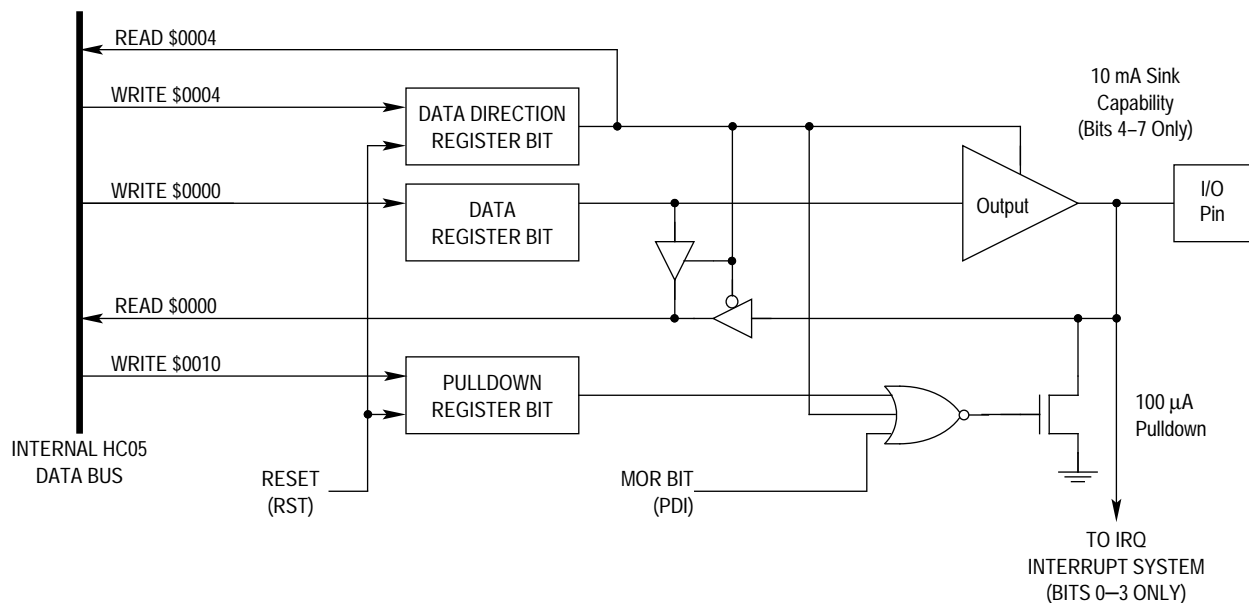 READ $0004
WRITE $0004
DATA DIRECTION
REGISTER BIT
10 mA Sink
Capability
(Bits 4–7 Only)
WRITE $0000
DATA
REGISTER BIT
Output
I/O
Pin
READ $0000
WRITE $0010
PULLDOWN
REGISTER BIT
100 µA
Pulldown
INTERNAL HC05
DATA BUS
RESET
(RST)
MOR BIT
(PDI)
TO IRQ
INTERRUPT SYSTEM
(BITS 0–3 ONLY)